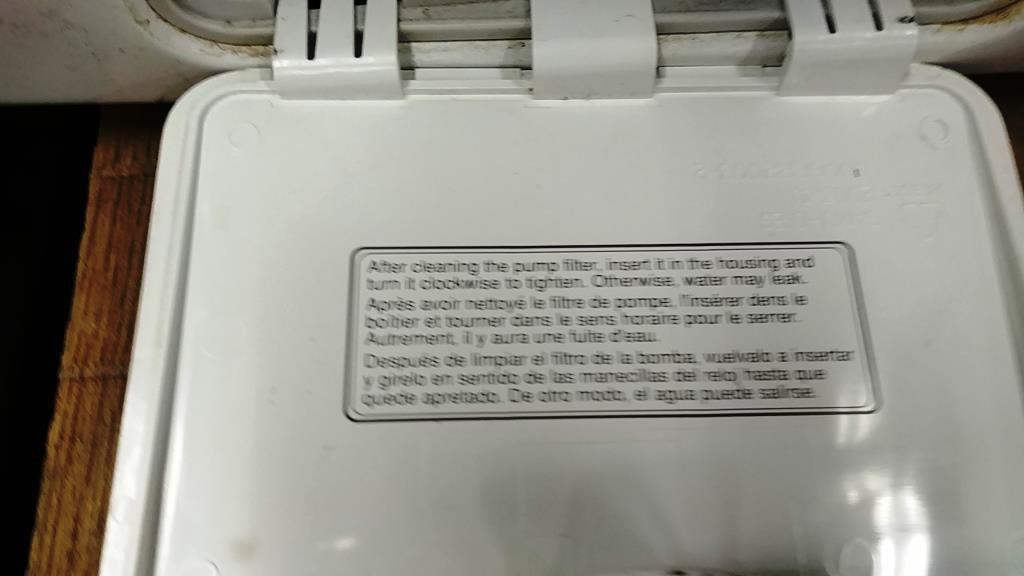 After cleaning the pump filter, insert it in the housing and
turn it clockwise to tighten. Otherwise, water may leak.
Après avoir nettoyé le filtre de pompe, l'insérer dans le
boîtier et tourner dans le sens horaire pour le serrer.
Autrement, il y aura une fuite d'eau.
Después de limpiar el filtro de la bomba, vuelvalo a insertar
y gírelo en sentido de las manecillas del reloj hasta que
quede apretado. De otro modo, el agua puede salirse.